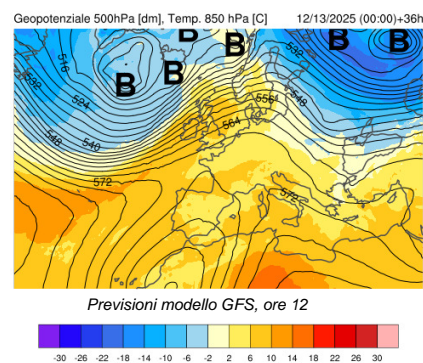 Geopotenziale 500hPa [dm], Temp. 850 hPa [C] 12/13/2025 (00:00)+36h
B B B B B B
516 532 532
524 556 548
548 540 564
572 572
Previsioni modello GFS, ore 12
-30 -26 -22 -18 -14 -10 -6 -2 2 6 10 14 18 22 26 30